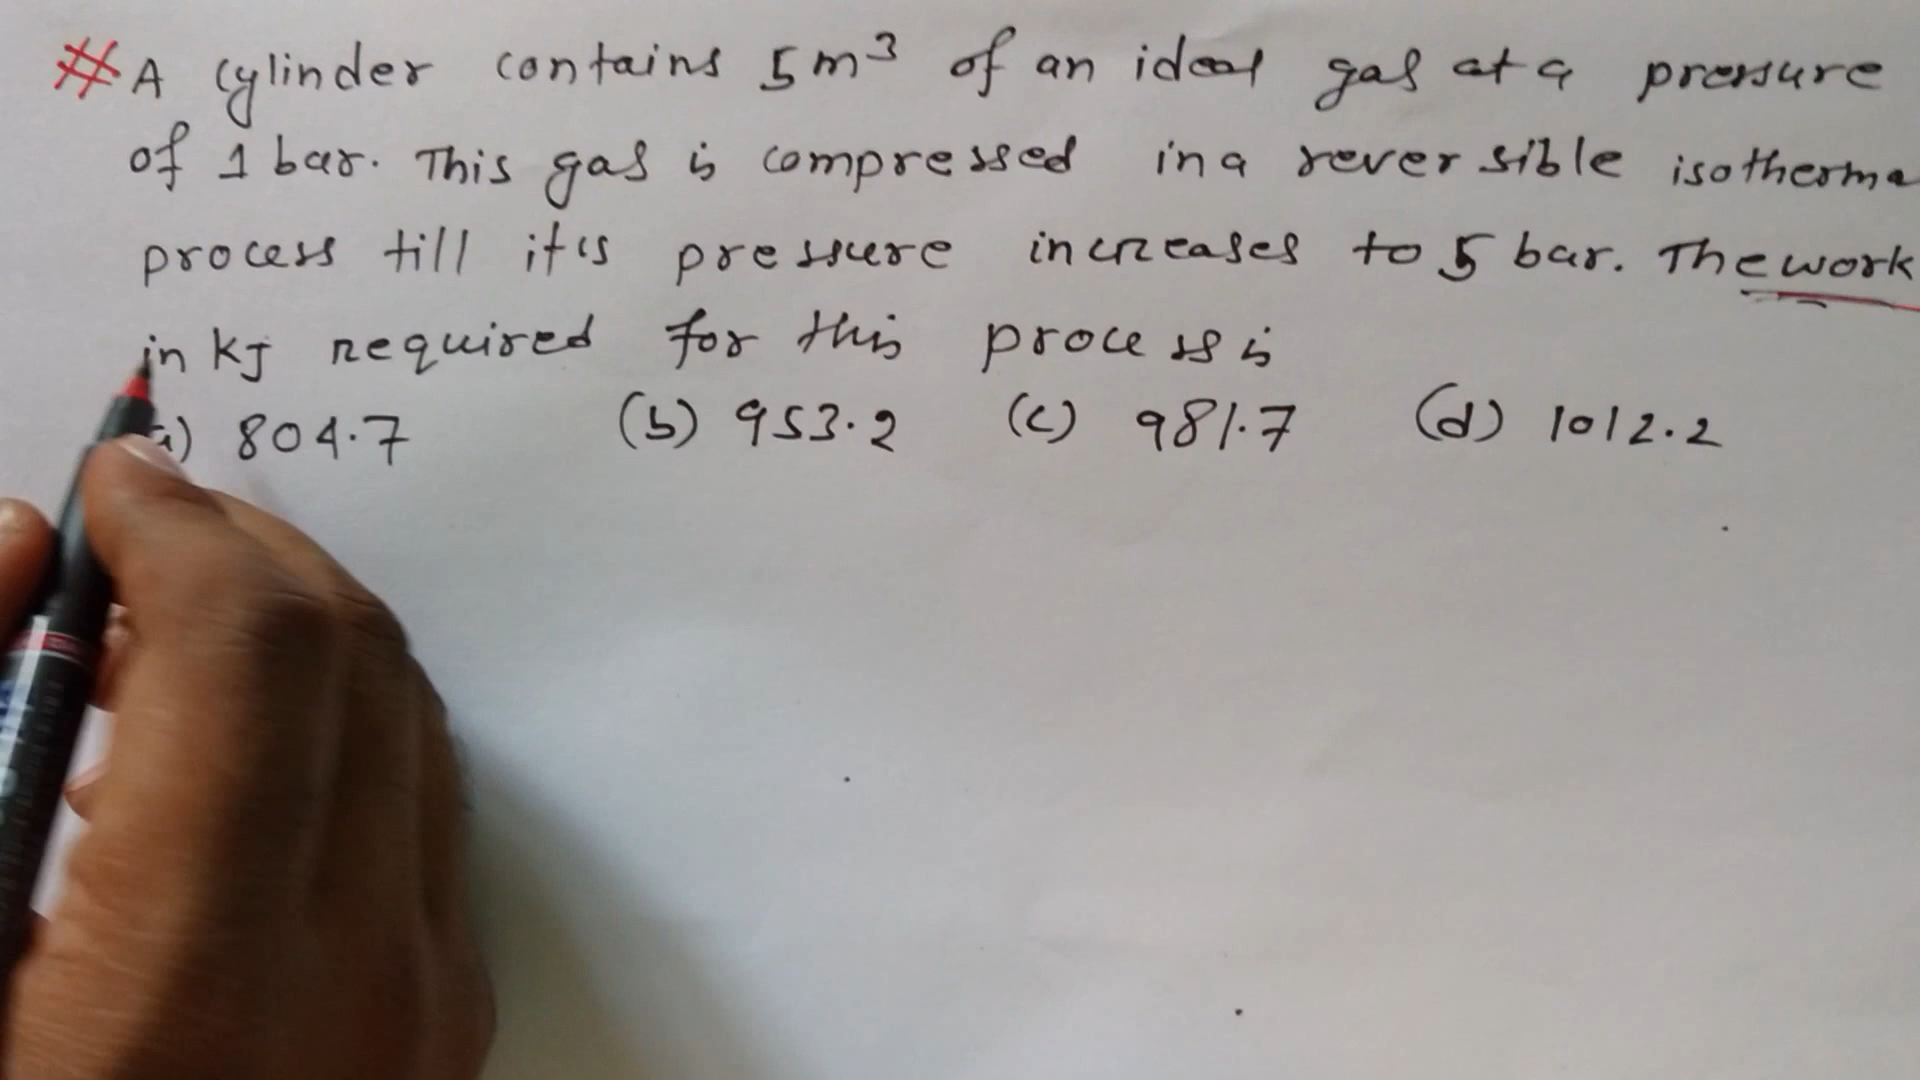 # A cylinder contains 5 m³ of an ideal gas at a pressure
of 1 bar. This gas is compressed in a reversible isotherma
process till it's pressure increases to 5 bar. The work
in kJ required for this process is
a) 804.7 (b) 953.2 (c) 981.7 (d) 1012.2